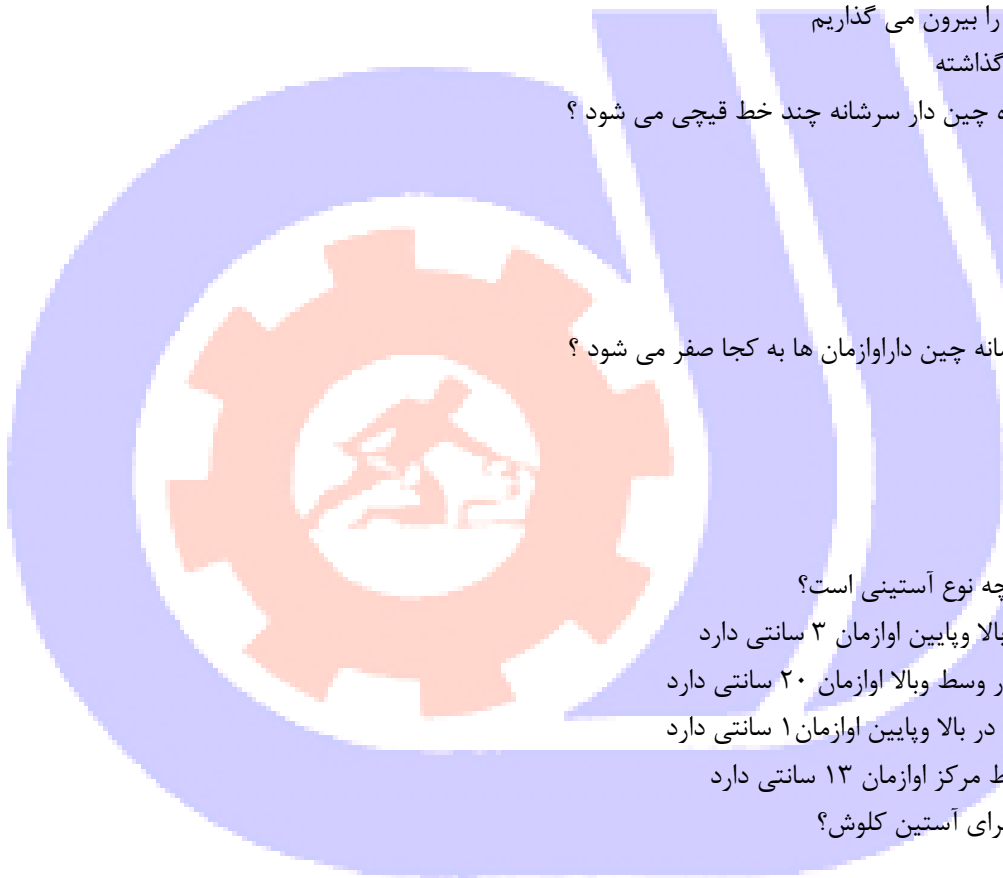 را بیرون می گذاریم
گذاشته
چین دار سرشانه چند خط قیچی می شود ؟
چین داراوازمان ها به کجا صفر می شود ؟
چه نوع آستینی است؟
بالا وپایین اوازمان ۳ سانتی دارد
وسط وبالا اوازمان ۲۰ سانتی دارد
در بالا وپایین اوازمان۱ سانتی دارد
مرکز اوازمان ۱۳ سانتی دارد
برای آستین کلوش؟